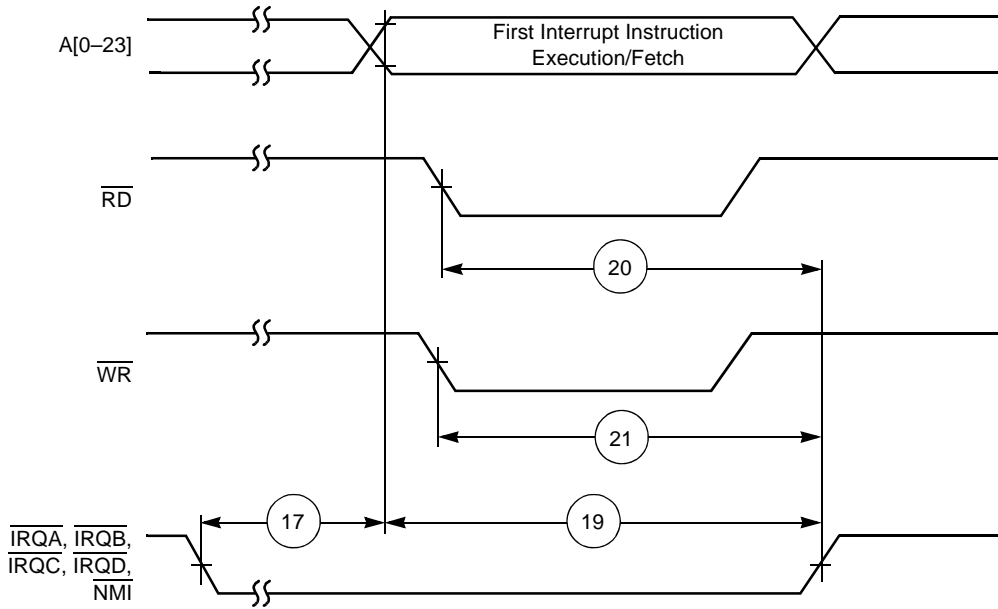 A[0–23]
First Interrupt Instruction
Execution/Fetch
RD
20
WR
21
17
19
IRQA, IRQB,
IRQC, IRQD,
NMI